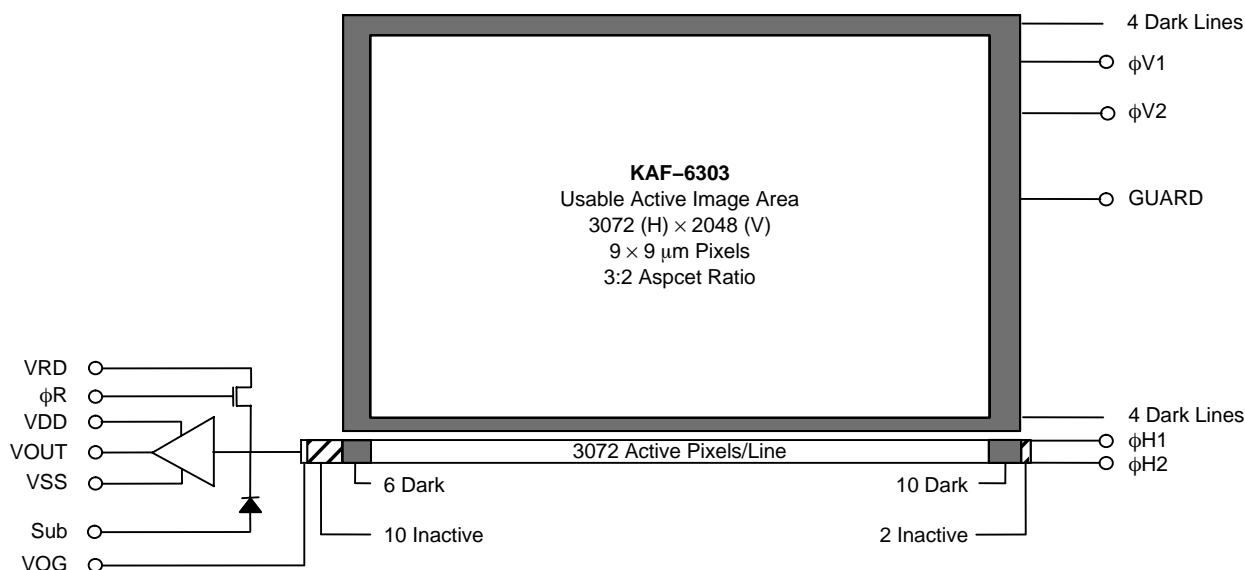 4 Dark Lines
ϕV1
ϕV2
GUARD
KAF−6303
Usable Active Image Area
3072 (H) × 2048 (V)
9 × 9 μm Pixels
3:2 Aspcet Ratio
VRD
ϕR
VDD
VOUT
VSS
Sub
VOG
4 Dark Lines
ϕH1
3072 Active Pixels/Line
ϕH2
6 Dark
10 Dark
10 Inactive
2 Inactive